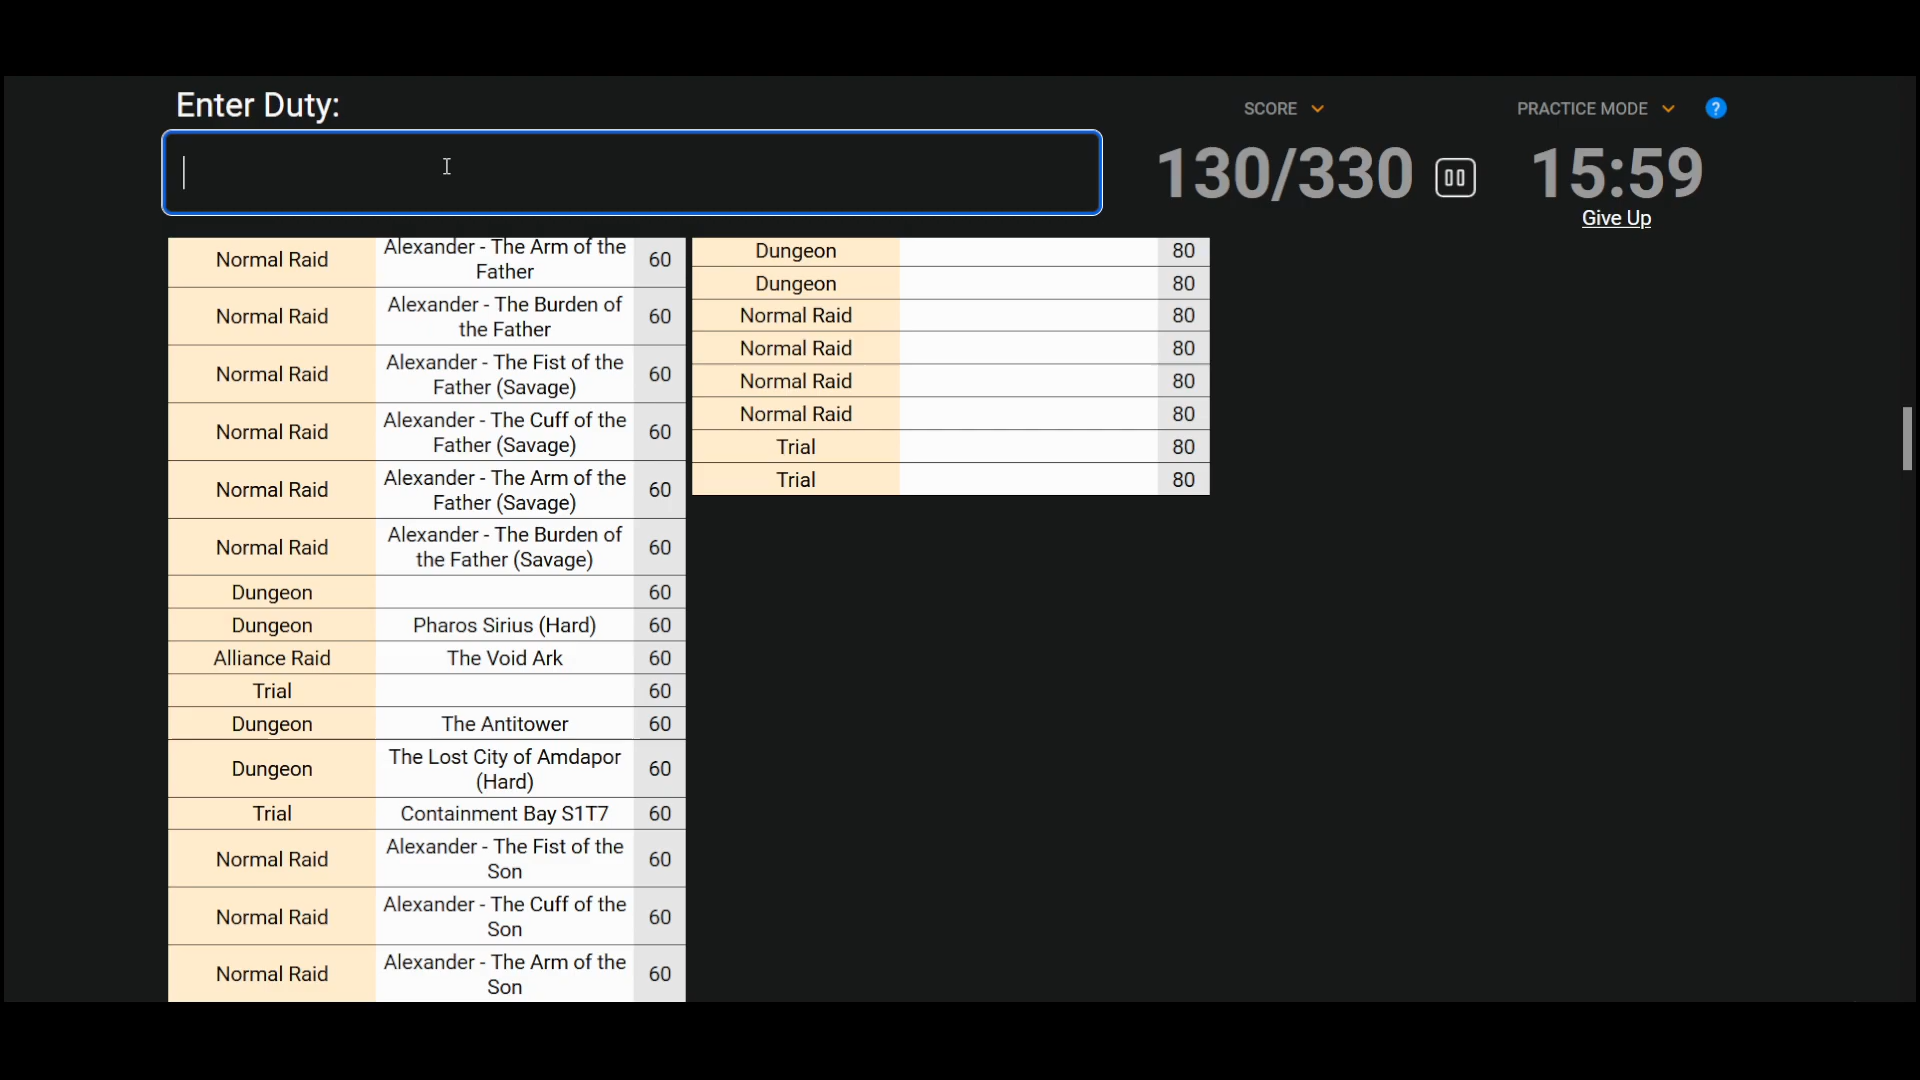 Enter Duty:
SCORE
PRACTICE MODE
?
130/330
15:59
Give Up
Normal Raid
Alexander - The Arm of the
Father
60
Normal Raid
Alexander - The Burden of
the Father
60
Normal Raid
Alexander - The Fist of the
Father (Savage)
60
Normal Raid
Alexander - The Cuff of the
Father (Savage)
60
Normal Raid
Alexander - The Arm of the
Father (Savage)
60
Normal Raid
Alexander - The Burden of
the Father (Savage)
60
Dungeon 60
Dungeon Pharos Sirius (Hard) 60
Alliance Raid The Void Ark 60
Trial 60
Dungeon The Antitower 60
Dungeon
The Lost City of Amdapor
(Hard)
60
Trial Containment Bay S1T7 60
Normal Raid
Alexander - The Fist of the
Son
60
Normal Raid
Alexander - The Cuff of the
Son
60
Normal Raid
Alexander - The Arm of the
Son
60
Dungeon 80
Dungeon 80
Normal Raid 80
Normal Raid 80
Normal Raid 80
Normal Raid 80
Trial 80
Trial 80